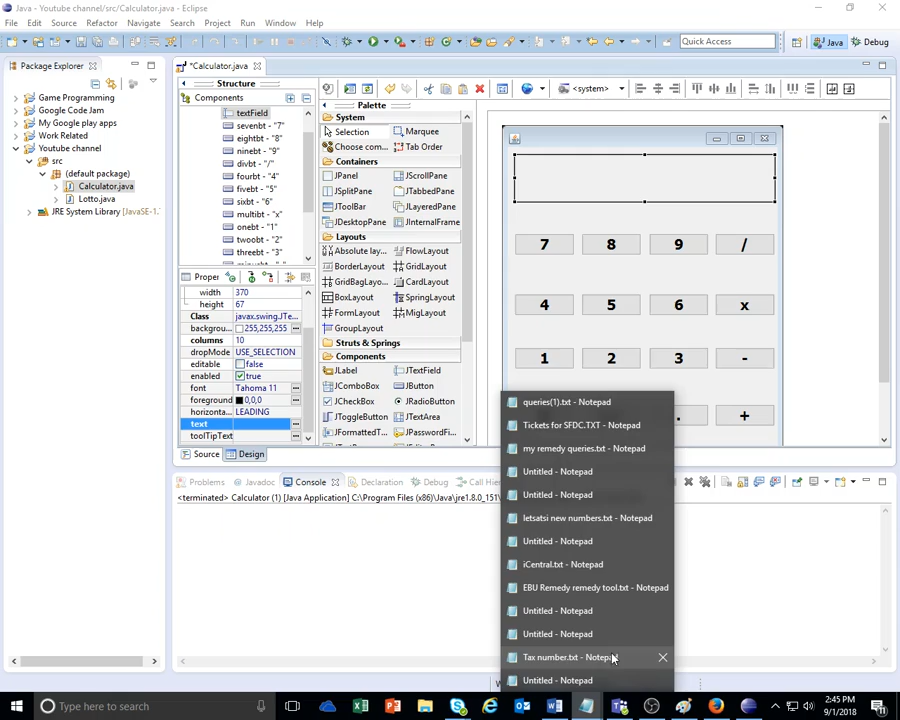 Java - Youtube channel/src/Calculator.java - Eclipse
File Edit Source Refactor Navigate Search Project Run Window Help
Quick Access
Java
Debug
Package Explorer
Game Programming
Google Code Jam
My Google play apps
Work Related
Youtube channel
src
(default package)
Calculator.java
Lotto.java
JRE System Library [JavaSE-1.
*Calculator.java
Structure
Components
textField
sevenbt - "7"
eightbt - "8"
ninebt - "9"
divbt - "/"
fourbt - "4"
fivebt - "5"
sixbt - "6"
multibt - "x"
onebt - "1"
twoobt - "2"
threebt - "3"
Proper
width 370
height 67
Class javax.swing.JTe...
backgrou... 255,255,255
columns 10
dropMode USE_SELECTION
editable false
enabled true
font Tahoma 11
foreground 0,0,0
horizonta... LEADING
text
toolTipText
Source Design
<system>
Palette
System
Selection Marquee
Choose com... Tab Order
Containers
JPanel JScrollPane
JSplitPane JTabbedPane
JToolBar JLayeredPane
JDesktopPane JInternalFrame
Layouts
Absolute lay... FlowLayout
BorderLayout GridLayout
GridBagLay... CardLayout
BoxLayout SpringLayout
FormLayout MigLayout
GroupLayout
Struts & Springs
Components
JLabel JTextField
JComboBox JButton
JCheckBox JRadioButton
JToggleButton JTextArea
JFormattedT... JPasswordFi...
7 8 9 /
4 5 6 x
1 2 3 -
. +
queries(1).txt - Notepad
Tickets for SFDC.TXT - Notepad
my remedy queries.txt - Notepad
Untitled - Notepad
Untitled - Notepad
letsatsi new numbers.txt - Notepad
Untitled - Notepad
iCentral.txt - Notepad
EBU Remedy remedy tool.txt - Notepad
Untitled - Notepad
Untitled - Notepad
Tax number.txt - Notepad
Untitled - Notepad
Problems Javadoc Console Declaration Search
<terminated> Calculator (1) [Java Application] C:\Program Files (x86)\Java\jre1.8.0_151\
Type here to search
2:45 PM
9/1/2018
11